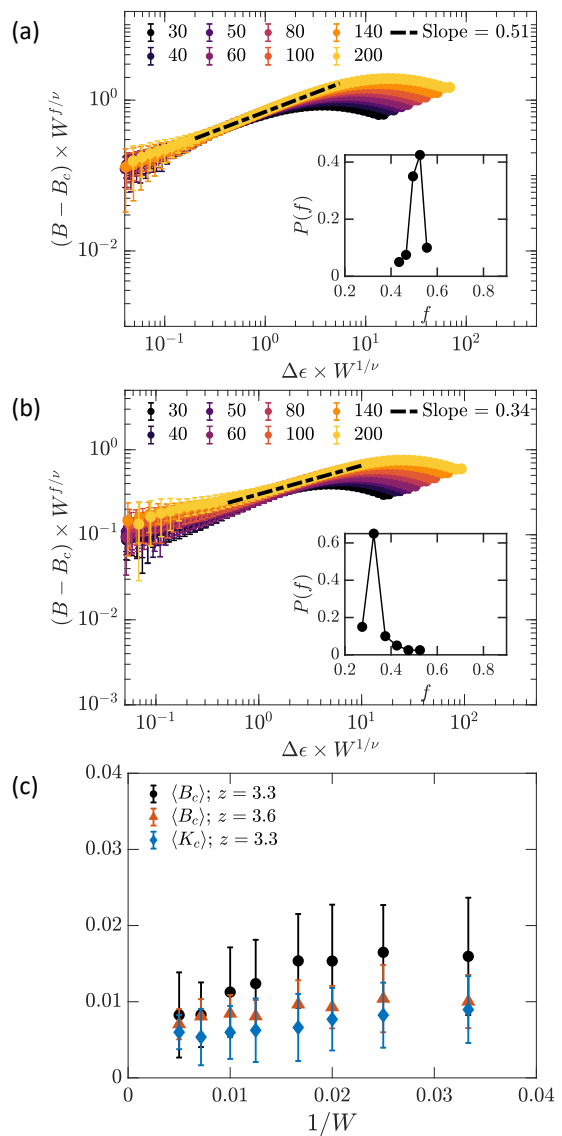 (a)
30 50 80 140 Slope = 0.51
40 60 100 200
10^0
10^{-2}
(B − B_c) × W^{f/ν}
10^{-1} 10^0 10^1 10^2
Δϵ × W^{1/ν}
0.4
0.2
0
P(f)
0.2 0.4 0.6 0.8
f
(b)
30 50 80 140 Slope = 0.34
40 60 100 200
10^0
10^{-1}
10^{-2}
10^{-3}
(B − B_c) × W^{f/ν}
10^{-1} 10^0 10^1 10^2
Δϵ × W^{1/ν}
0.6
0.4
0.2
0
P(f)
0.2 0.4 0.6 0.8
f
(c)
⟨B_c⟩; z = 3.3
⟨B_c⟩; z = 3.6
⟨K_c⟩; z = 3.3
0.04
0.03
0.02
0.01
0
0 0.01 0.02 0.03 0.04
1/W